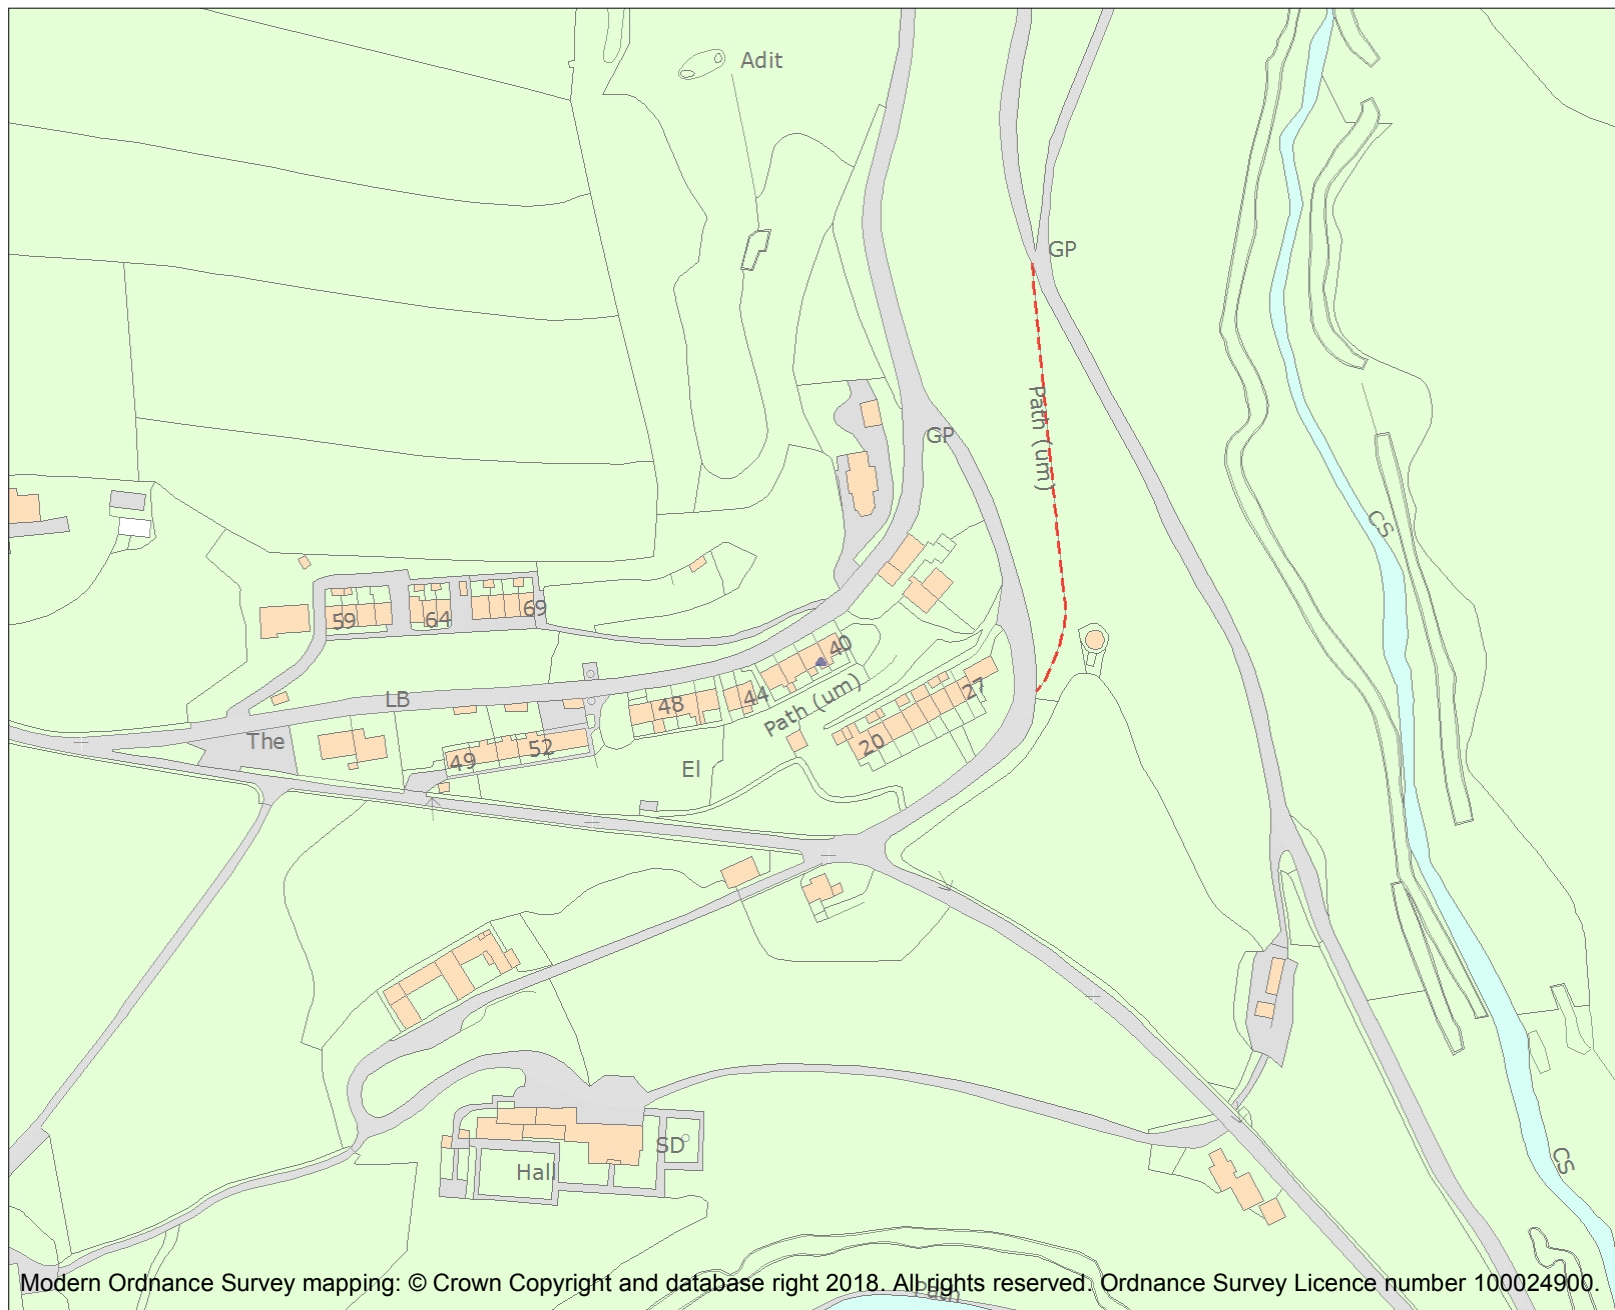 Adit
GP
Path (um)
GP
CS
59
64
69
40
27
LB
48
44
Path (um)
The
49
52
20
El
SD
Hall
CS
Path
Modern Ordnance Survey mapping: © Crown Copyright and database right 2018. All rights reserved. Ordnance Survey Licence number 100024900.